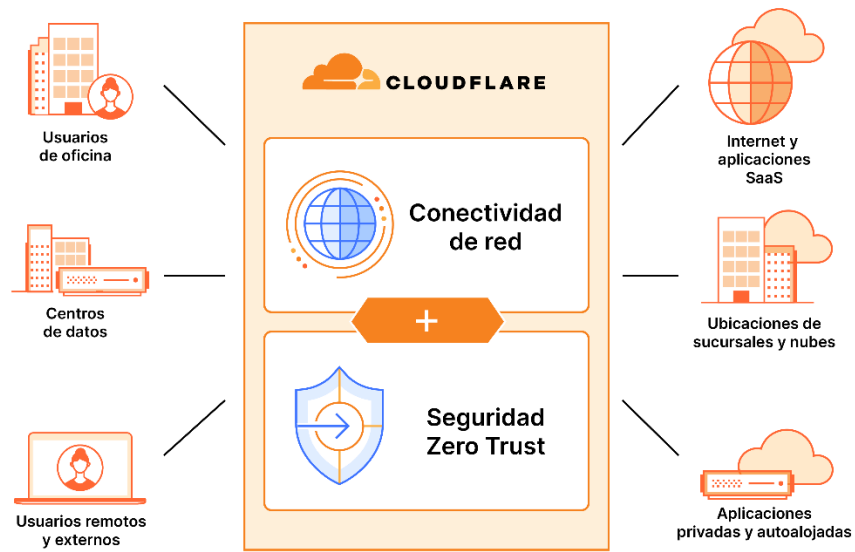 CLOUDFLARE
Usuarios
de oficina
Centros
de datos
Usuarios remotos
y externos
Conectividad
de red
+
Seguridad
Zero Trust
Internet y
aplicaciones
SaaS
Ubicaciones de
sucursales y nubes
Aplicaciones
privadas y autoalojadas